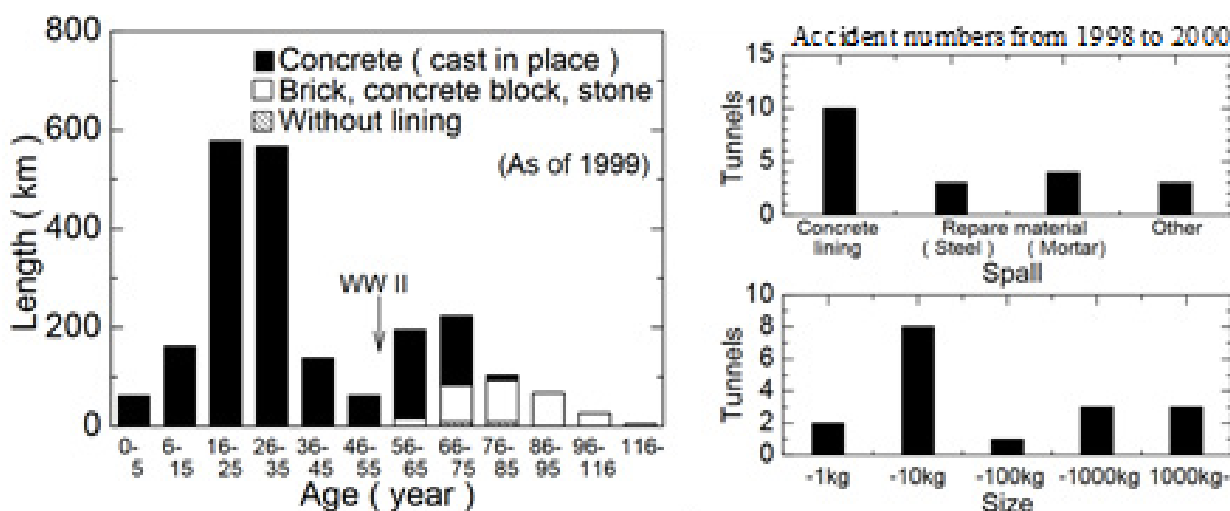 800
600
400
200
0
Length ( km )
Concrete ( cast in place )
Brick, concrete block, stone
Without lining
(As of 1999)
WW II
0-
5
6-
15
16-
25
26-
35
36-
45
46-
55
56-
65
66-
75
76-
85
86-
95
96-
116
116-
Age ( year )
Accident numbers from 1998 to 2000
15
10
5
0
Tunnels
Concrete
lining
Repare material
( Steel ) ( Mortar)
Other
Spall
10
8
6
4
2
0
Tunnels
-1kg -10kg -100kg -1000kg 1000kg-
Size